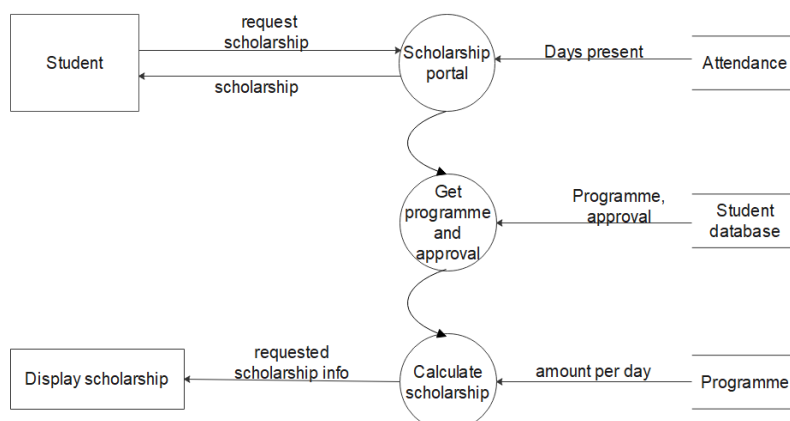 request
scholarship
Student
Scholarship
portal
Days present
Attendance
scholarship
Get
programme
and
approval
Programme,
approval
Student
database
Display scholarship
requested
scholarship info
Calculate
scholarship
amount per day
Programme